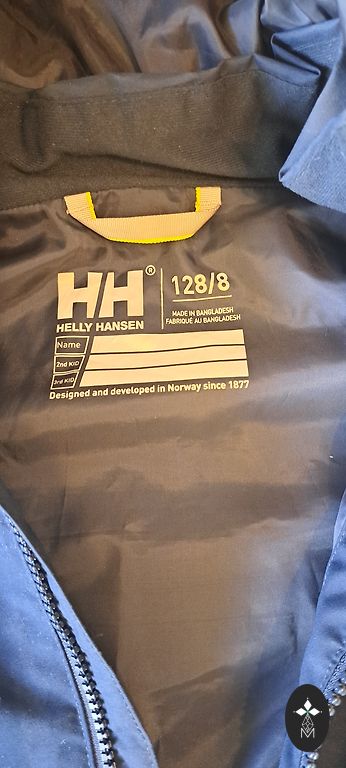 HH®
HELLY HANSEN
128/8
MADE IN BANGLADESH
FABRIQUÉ AU BANGLADESH
Name
2nd KID
3rd KID
Designed and developed in Norway since 1877